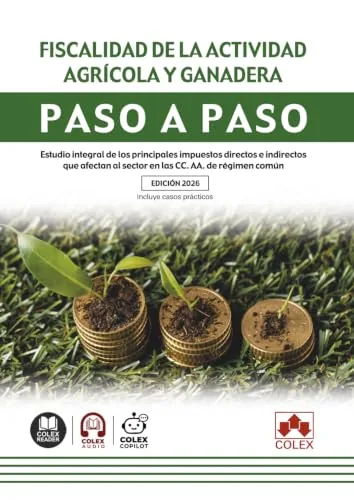 FISCALIDAD DE LA ACTIVIDAD
AGRÍCOLA Y GANADERA
PASO A PASO
Estudio integral de los principales impuestos directos e indirectos
que afectan al sector en las CC. AA. de régimen común
EDICIÓN 2026
Incluye casos prácticos
COLEX
READER
COLEX
AUDIO
COLEX
COPILOT
COLEX